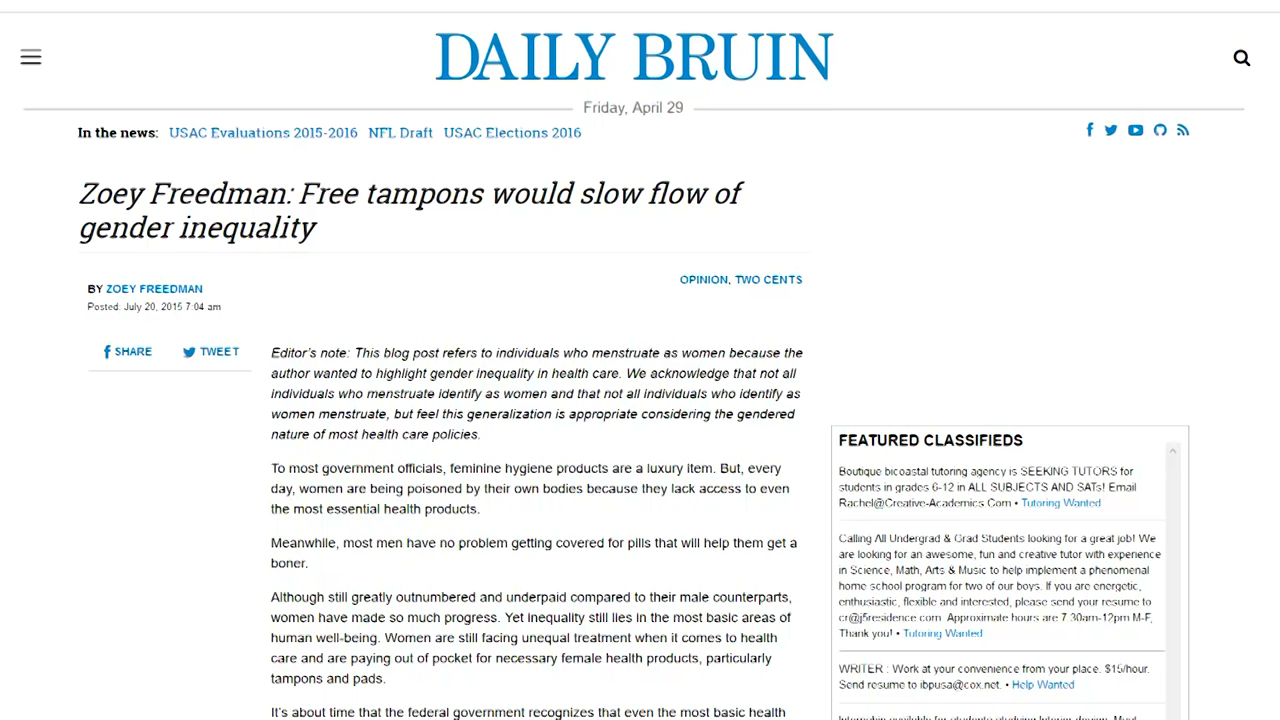 DAILY BRUIN
Friday, April 29
In the news: USAC Evaluations 2015-2016 NFL Draft USAC Elections 2016
Zoey Freedman: Free tampons would slow flow of
gender inequality
OPINION, TWO CENTS
BY ZOEY FREEDMAN
Posted: July 20, 2015 7:04 am
SHARE TWEET
Editor's note: This blog post refers to individuals who menstruate as women because the
author wanted to highlight gender inequality in health care. We acknowledge that not all
individuals who menstruate identify as women and that not all individuals who identify as
women menstruate, but feel this generalization is appropriate considering the gendered
nature of most health care policies.
To most government officials, feminine hygiene products are a luxury item. But, every
day, women are being poisoned by their own bodies because they lack access to even
the most essential health products.
Meanwhile, most men have no problem getting covered for pills that will help them get a
boner.
Although still greatly outnumbered and underpaid compared to their male counterparts,
women have made so much progress. Yet inequality still lies in the most basic areas of
human well-being. Women are still facing unequal treatment when it comes to health
care and are paying out of pocket for necessary female health products, particularly
tampons and pads.
It's about time that the federal government recognizes that even the most basic health
FEATURED CLASSIFIEDS
Boutique bicoastal tutoring agency is SEEKING TUTORS for
students in grades 6-12 in ALL SUBJECTS AND SATs! Email
Rachel@Creative-Academics.Com • Tutoring Wanted
Calling All Undergrad & Grad Students looking for a great job! We
are looking for an awesome, fun and creative tutor with experience
in Science, Math, Arts & Music to help implement a phenomenal
home school program for two of our boys. If you are energetic,
enthusiastic, flexible and interested, please send your resume to
cr@j5residence.com. Approximate hours are 7:30am-12pm M-F,
Thank you! • Tutoring Wanted
WRITER : Work at your convenience from your place. $15/hour.
Send resume to ibpusa@cox.net. • Help Wanted
Internship available for students studying Interior design. Must